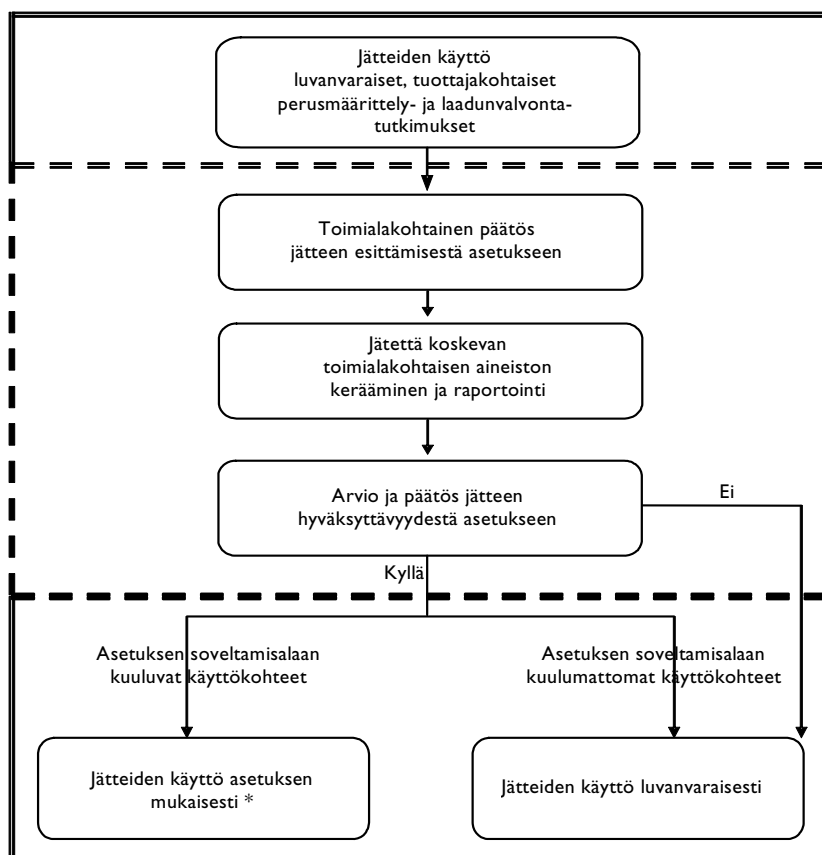 Jätteiden käyttö
luvanvaraiset, tuottajakohtaiset
perusmäärittely- ja laadunvalvonta-
tutkimukset
Toimialakohtainen päätös
jätteen esittämisestä asetukseen
Jätettä koskevan
toimialakohtaisen aineiston
kerääminen ja raportointi
Arvio ja päätös jätteen
hyväksyttävyydestä asetukseen
Ei
Kyllä
Asetuksen soveltamisalaan
kuuluvat käyttökohteet
Asetuksen soveltamisalaan
kuulumattomat käyttökohteet
Jätteiden käyttö asetuksen
mukaisesti *
Jätteiden käyttö luvanvaraisesti